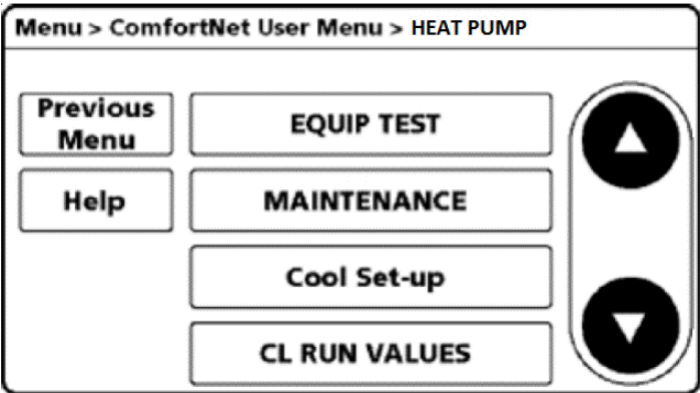 Menu > ComfortNet User Menu > HEAT PUMP
Previous
Menu
EQUIP TEST
Help
MAINTENANCE
Cool Set-up
CL RUN VALUES